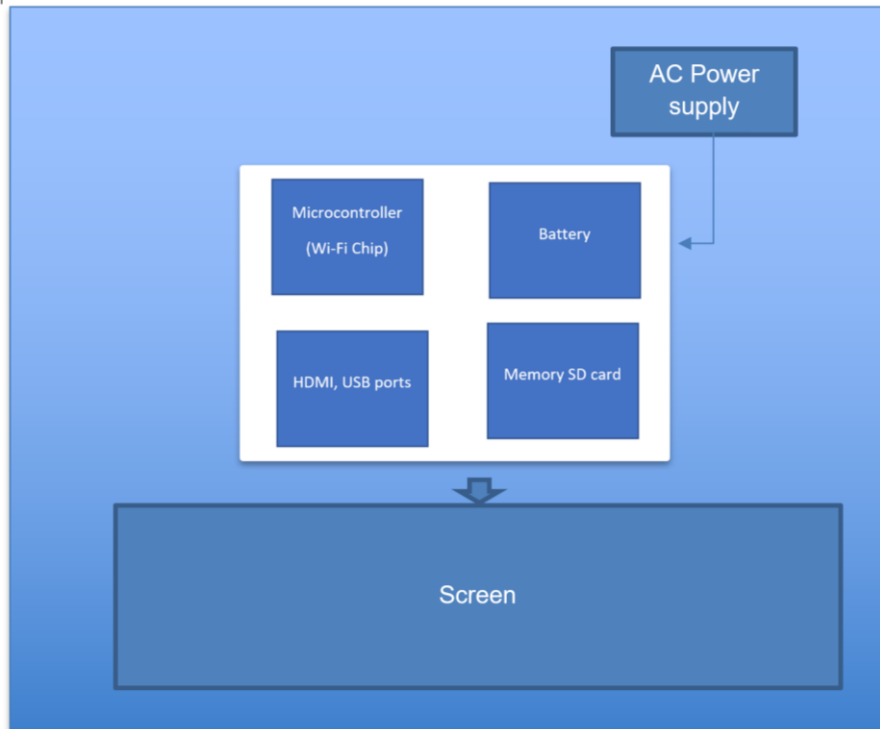 AC Power
supply
Microcontroller
(Wi-Fi Chip)
Battery
HDMI, USB ports
Memory SD card
Screen